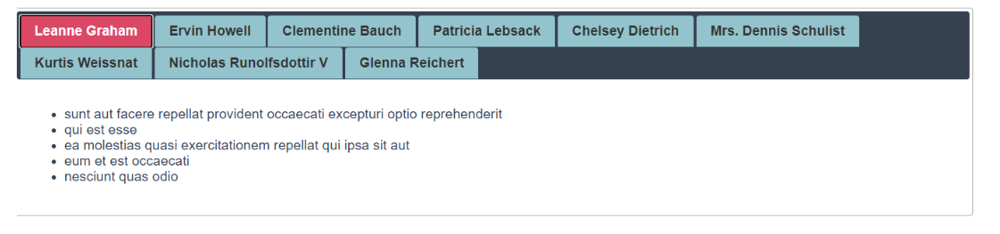 Leanne Graham Ervin Howell Clementine Bauch Patricia Lebsack Chelsey Dietrich Mrs. Dennis Schulist
Kurtis Weissnat Nicholas Runolfsdottir V Glenna Reichert
sunt aut facere repellat provident occaecati excepturi optio reprehenderit
qui est esse
ea molestias quasi exercitationem repellat qui ipsa sit aut
eum et est occaecati
nesciunt quas odio